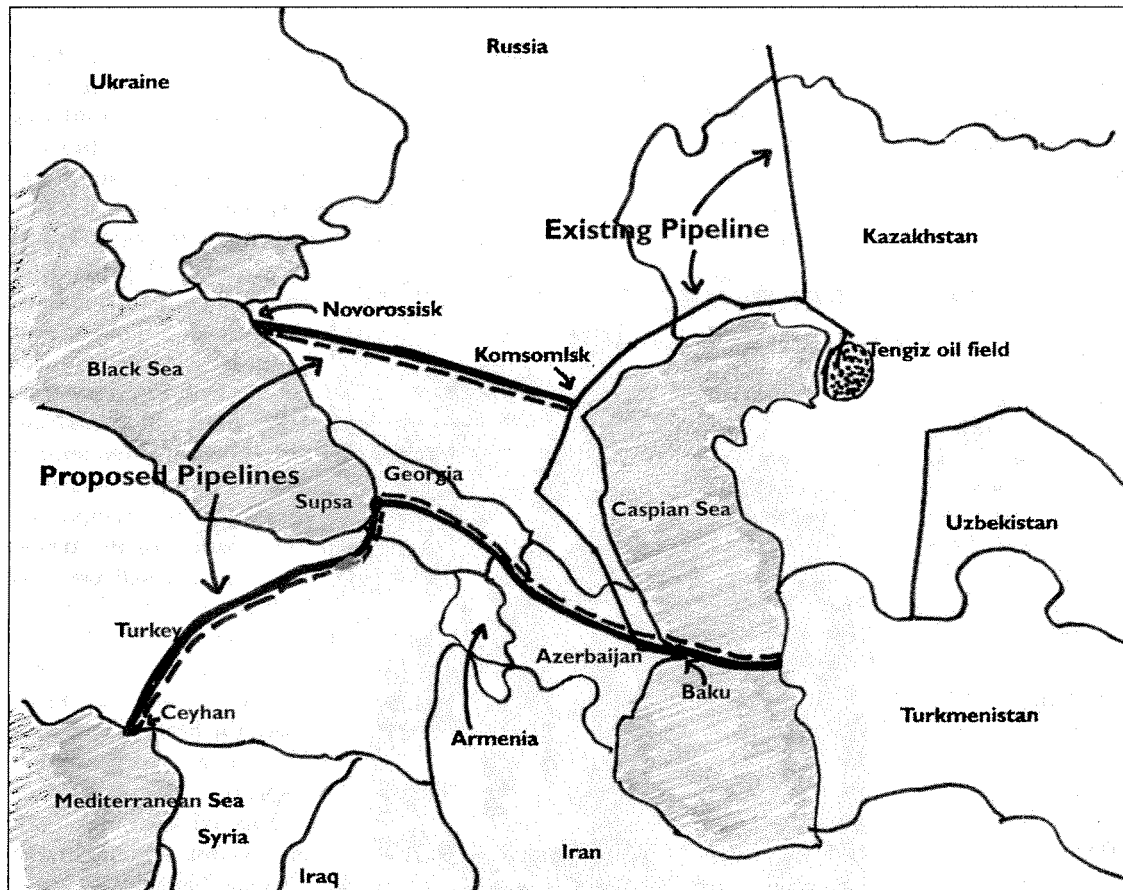 Russia
Ukraine
Existing Pipeline
Kazakhstan
Novorossisk
Komsomlsk
Tengiz oil field
Black Sea
Proposed Pipelines
Georgia
Supsa
Caspian Sea
Uzbekistan
Turkey
Azerbaijan
Baku
Ceyhan
Armenia
Turkmenistan
Mediterranean Sea
Syria
Iran
Iraq